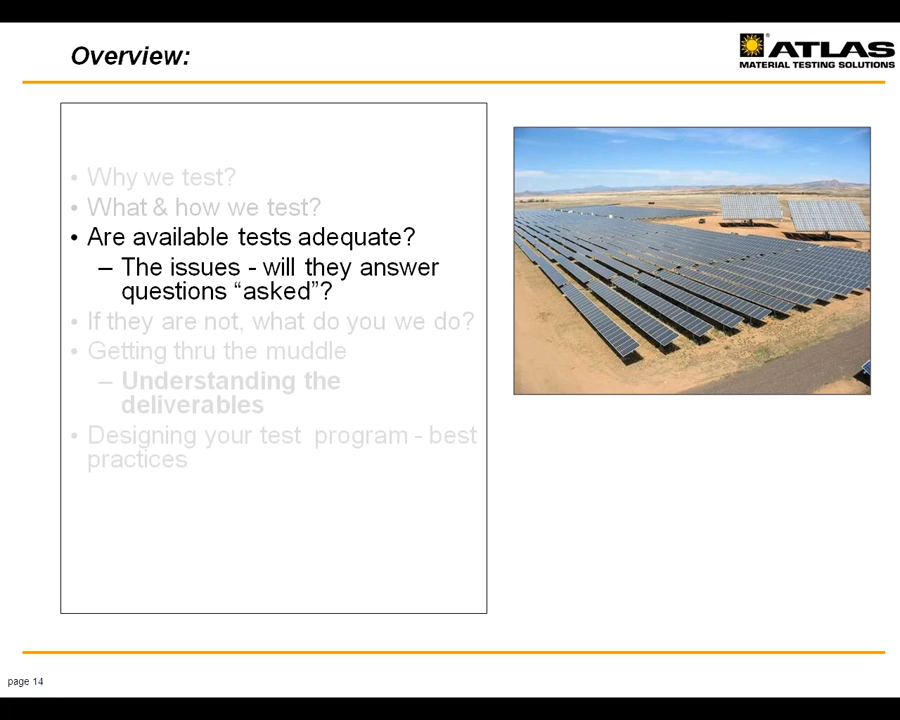 Overview:
ATLAS
®
MATERIAL TESTING SOLUTIONS
• Why we test?
• What & how we test?
• Are available tests adequate?
– The issues - will they answer
questions “asked”?
• If they are not, what do you we do?
• Getting thru the muddle
– Understanding the
deliverables
• Designing your test program - best
practices
page 14